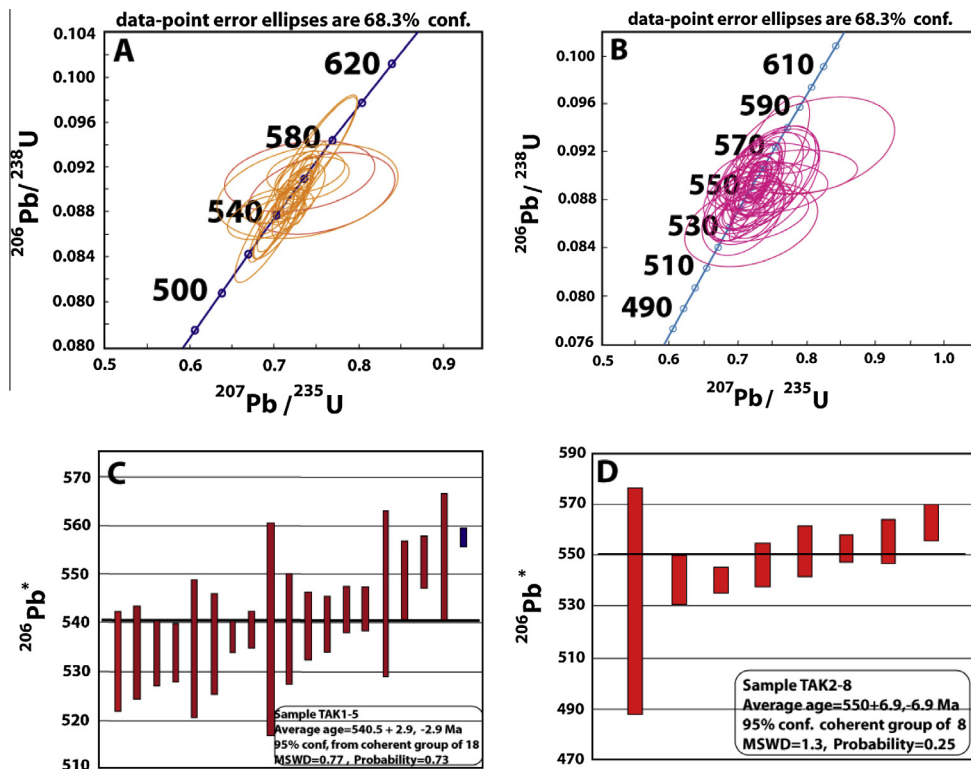 data-point error ellipses are 68.3% conf.
A
0.104
0.100
0.096
0.092
0.088
0.084
0.080
620
580
540
500
0.5
0.6
0.7
0.8
0.9
206Pb/238U
207Pb/235U
data-point error ellipses are 68.3% conf.
B
0.100
0.096
0.092
0.088
0.084
0.080
0.076
610
590
570
550
530
510
490
0.5
0.6
0.7
0.8
0.9
1.0
206Pb/238U
207Pb/235U
C
570
560
550
540
530
520
510
206Pb*
Sample TAK1-5
Average age=540.5 + 2.9, -2.9 Ma
95% conf, from coherent group of 18
MSWD=0.77 , Probability=0.73
D
590
570
550
530
510
490
470
206Pb*
Sample TAK2-8
Average age=550+6.9,-6.9 Ma
95% conf. coherent group of 8
MSWD=1.3, Probability=0.25